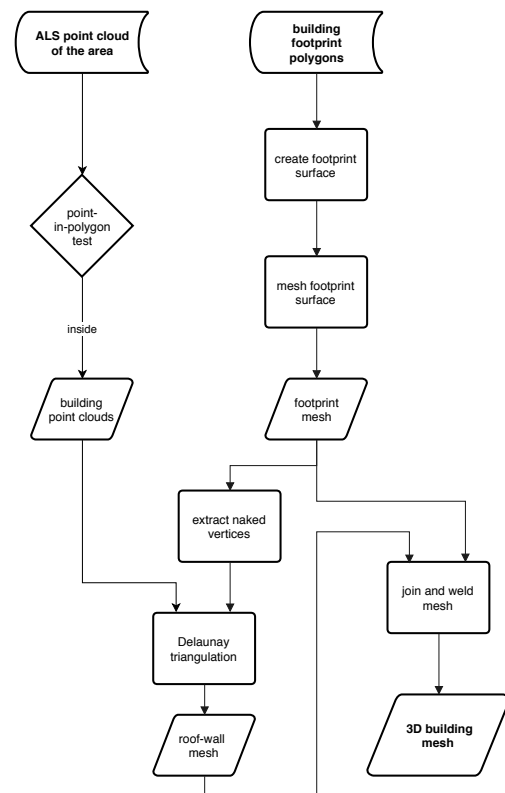 ALS point cloud
of the area
building
footprint
polygons
create footprint
surface
point-
in-polygon
test
mesh footprint
surface
inside
building
point clouds
footprint
mesh
extract naked
vertices
join and weld
mesh
Delaunay
triangulation
roof-wall
mesh
3D building
mesh